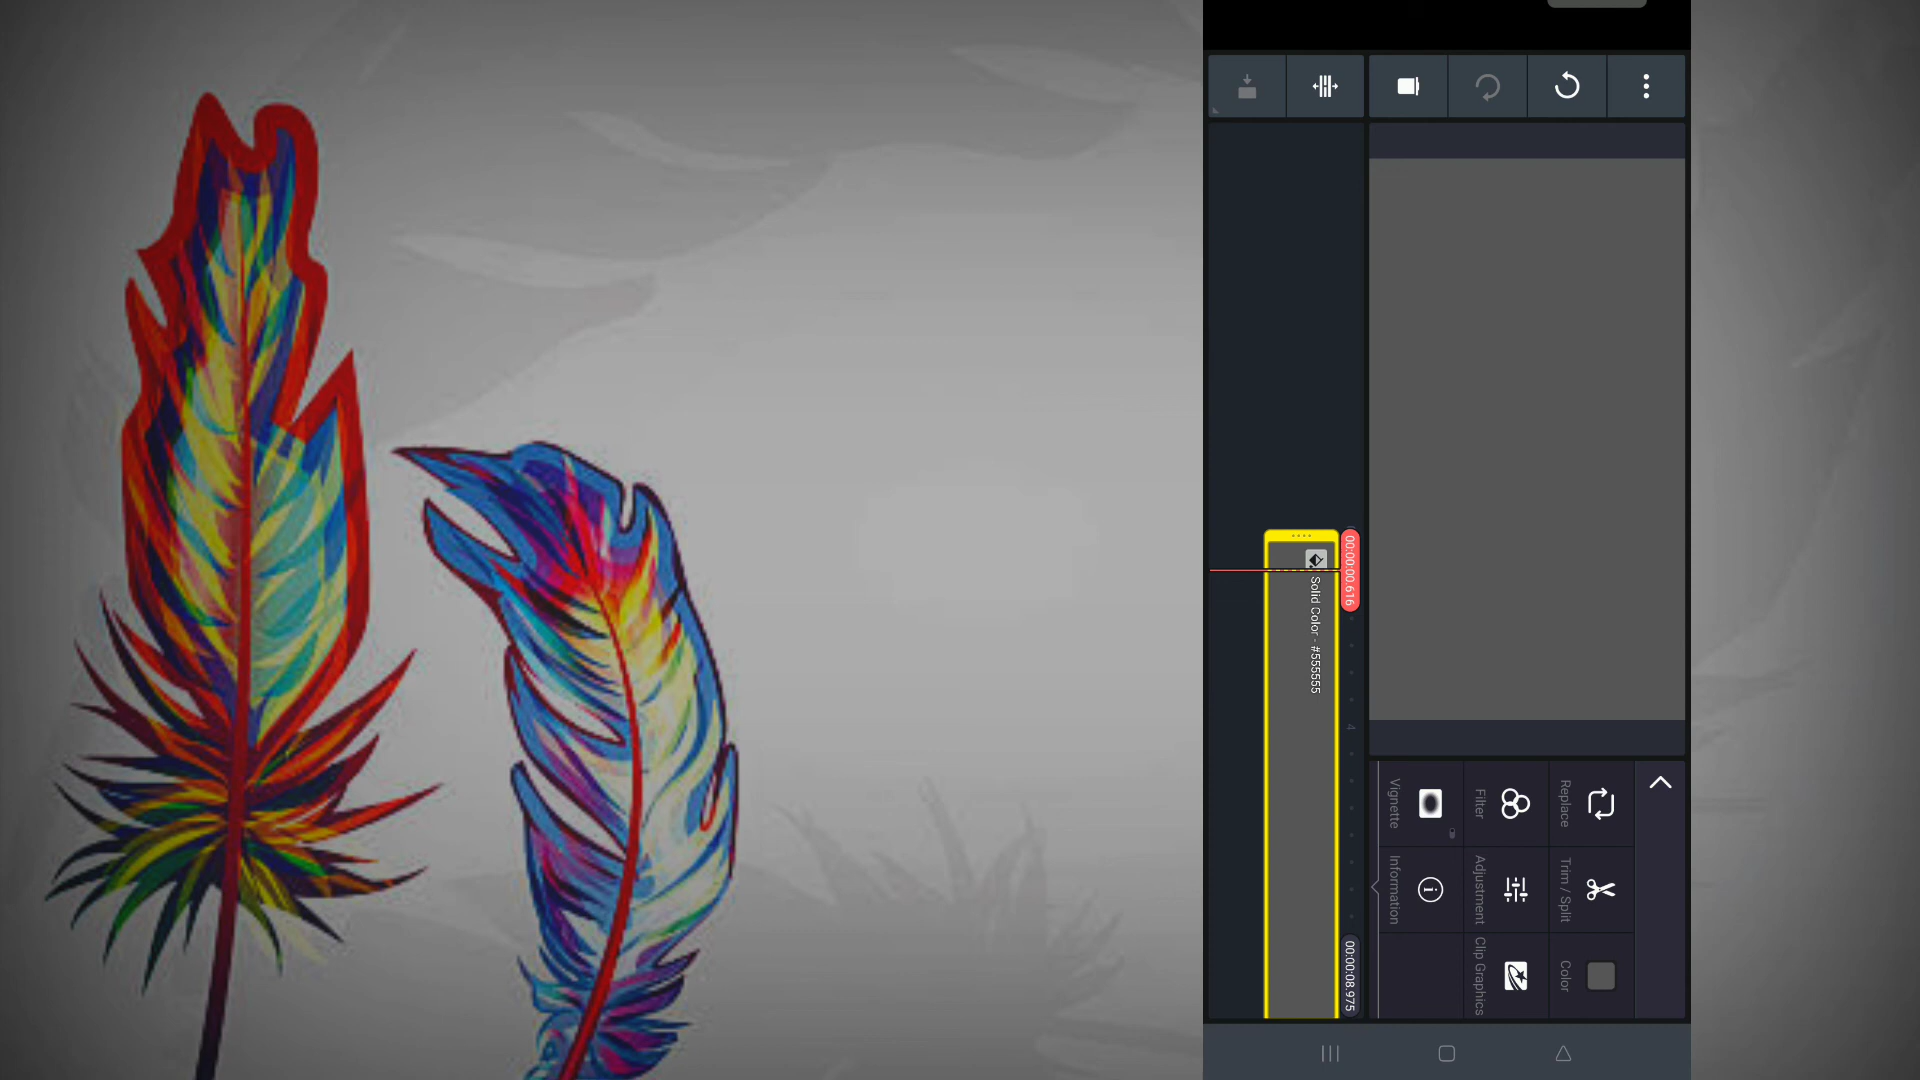 00:00:00.616
Solid Color - #555555
4
00:00:08.975
Replace
Trim / Split
Color
Filter
Adjustment
Clip Graphics
Vignette
Information